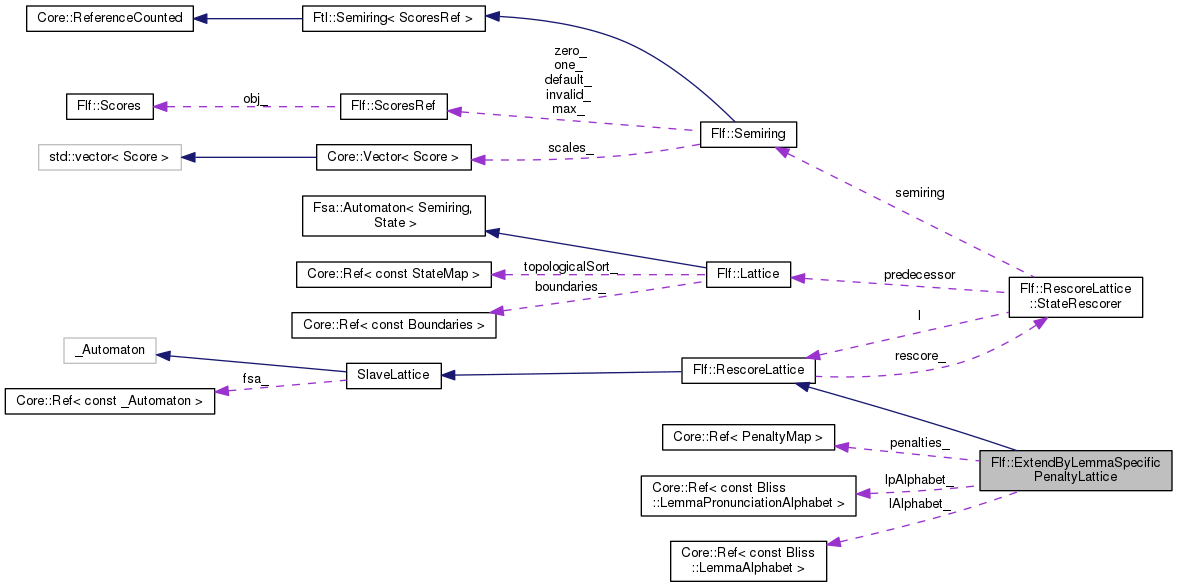 Core::ReferenceCounted
Ftl::Semiring< ScoresRef >
zero_
one_
default_
invalid_
max_
Flf::Scores
obj_
Flf::ScoresRef
Flf::Semiring
std::vector< Score >
Core::Vector< Score >
scales_
semiring
Fsa::Automaton< Semiring,
State >
Core::Ref< const StateMap >
topologicalSort_
Flf::Lattice
predecessor
Flf::RescoreLattice
::StateRescorer
boundaries_
Core::Ref< const Boundaries >
l
_Automaton
rescore_
SlaveLattice
Flf::RescoreLattice
fsa_
Core::Ref< const _Automaton >
Core::Ref< PenaltyMap >
penalties_
Flf::ExtendByLemmaSpecific
PenaltyLattice
Core::Ref< const Bliss
::LemmaPronunciationAlphabet >
lpAlphabet_
lAlphabet_
Core::Ref< const Bliss
::LemmaAlphabet >